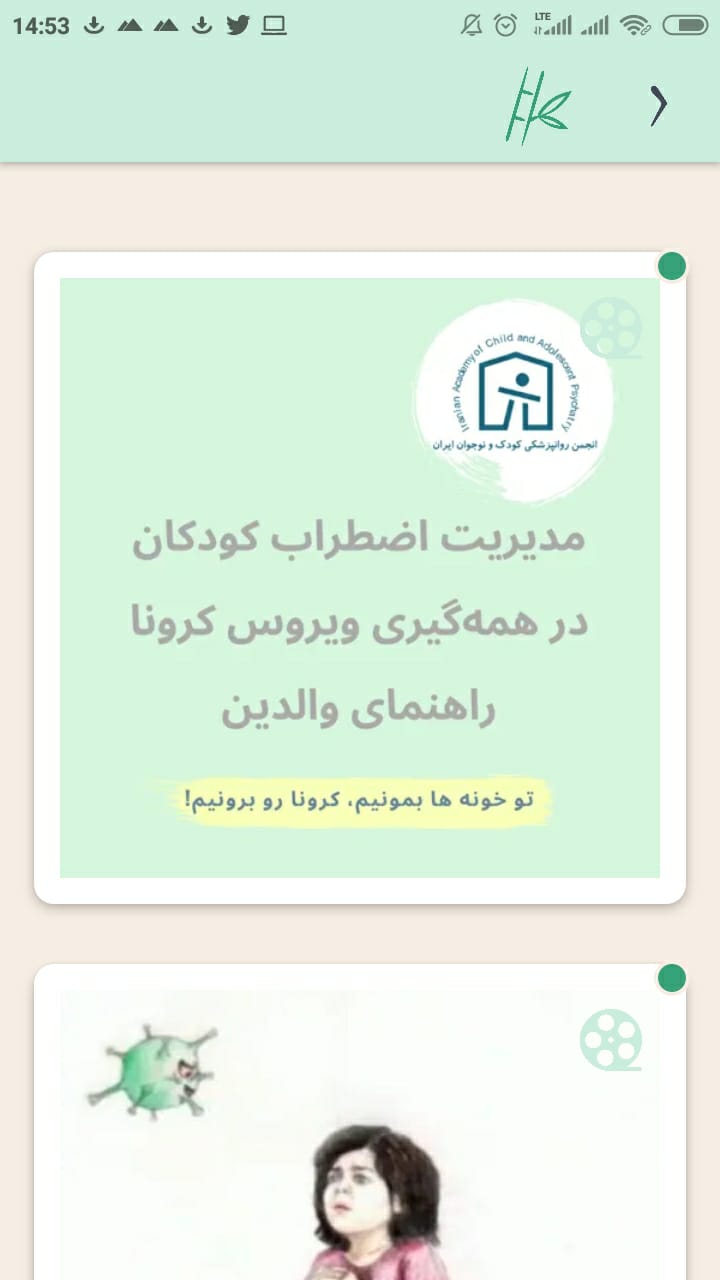 14:53
LTE
Iranian Academy of Child and Adolescent Psychatry
انجمن روانپزشکی کودک و نوجوان ایران
مدیریت اضطراب کودکان
در همه‌گیری ویروس کرونا
راهنمای والدین
تو خونه ها بمونیم، کرونا رو برونیم!